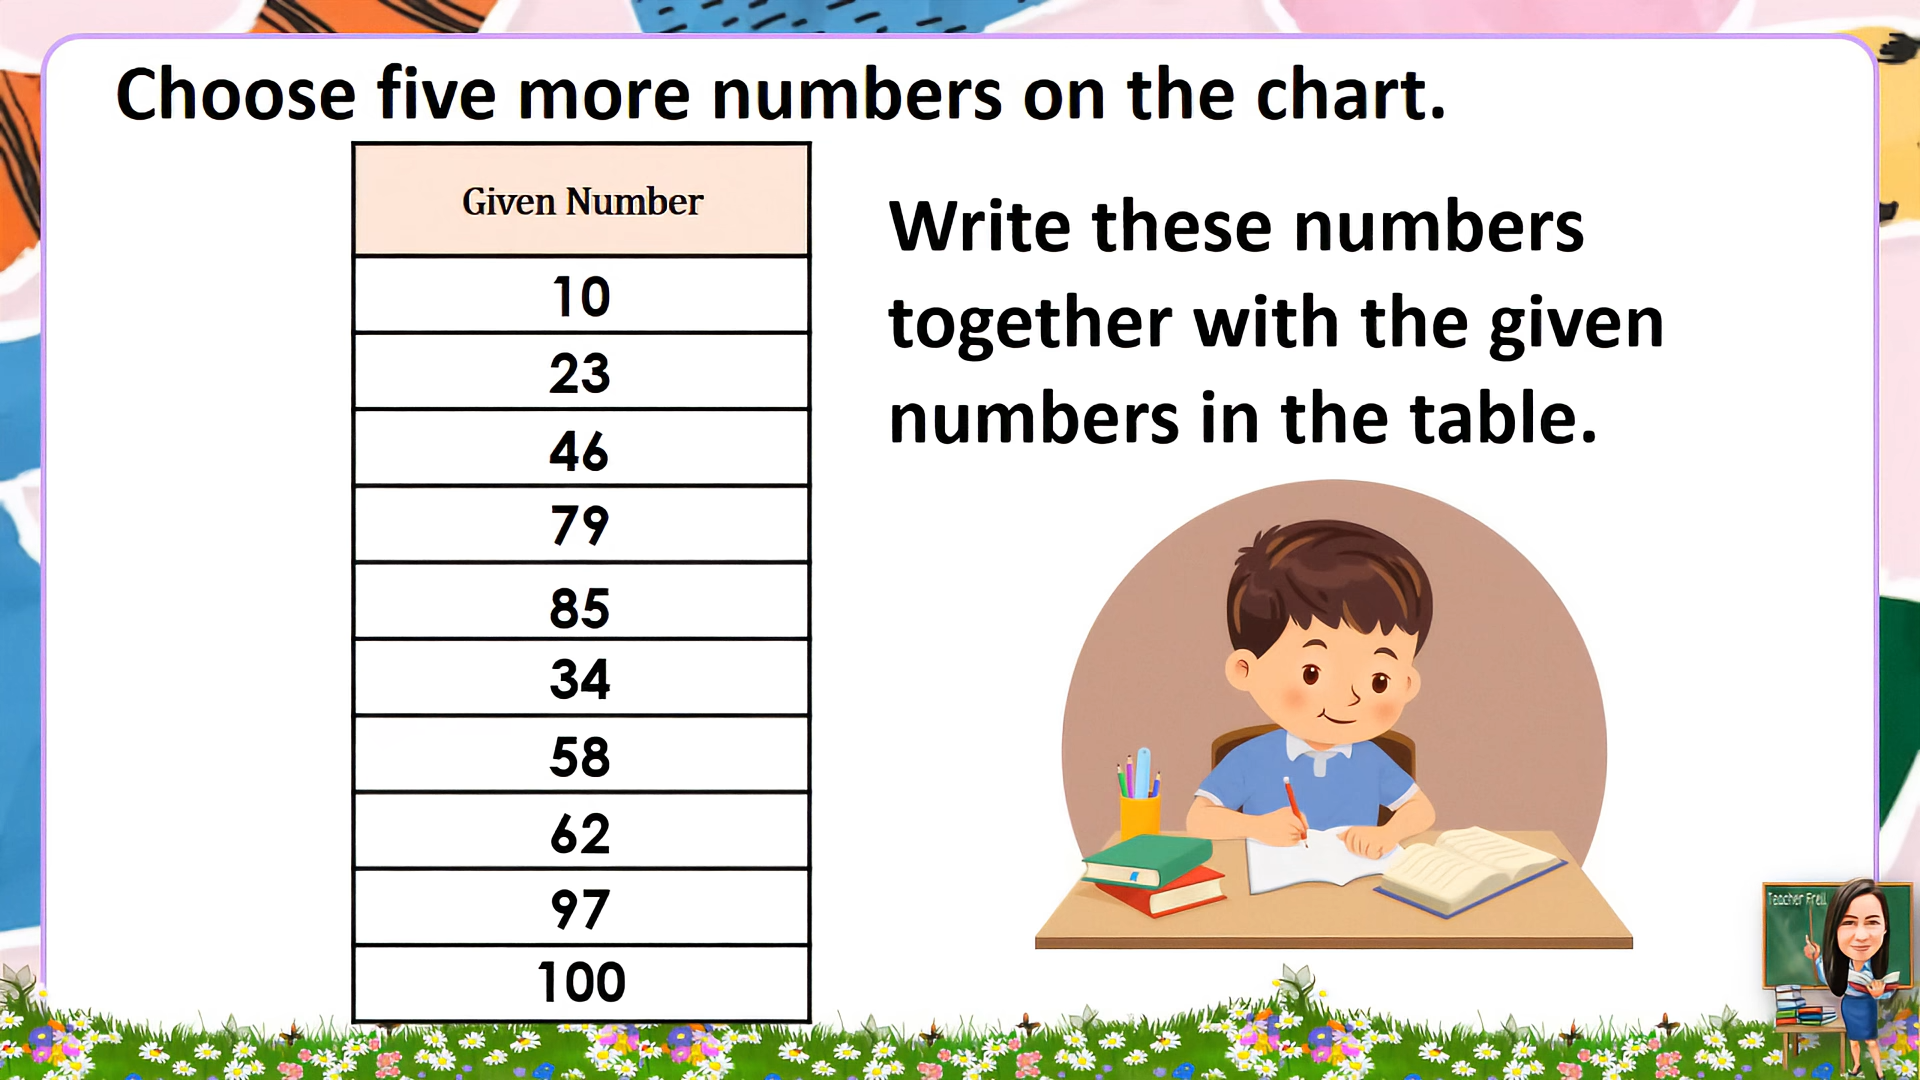 Choose five more numbers on the chart.
Given Number
10
23
46
79
85
34
58
62
97
100
Write these numbers
together with the given
numbers in the table.
Teacher Frell